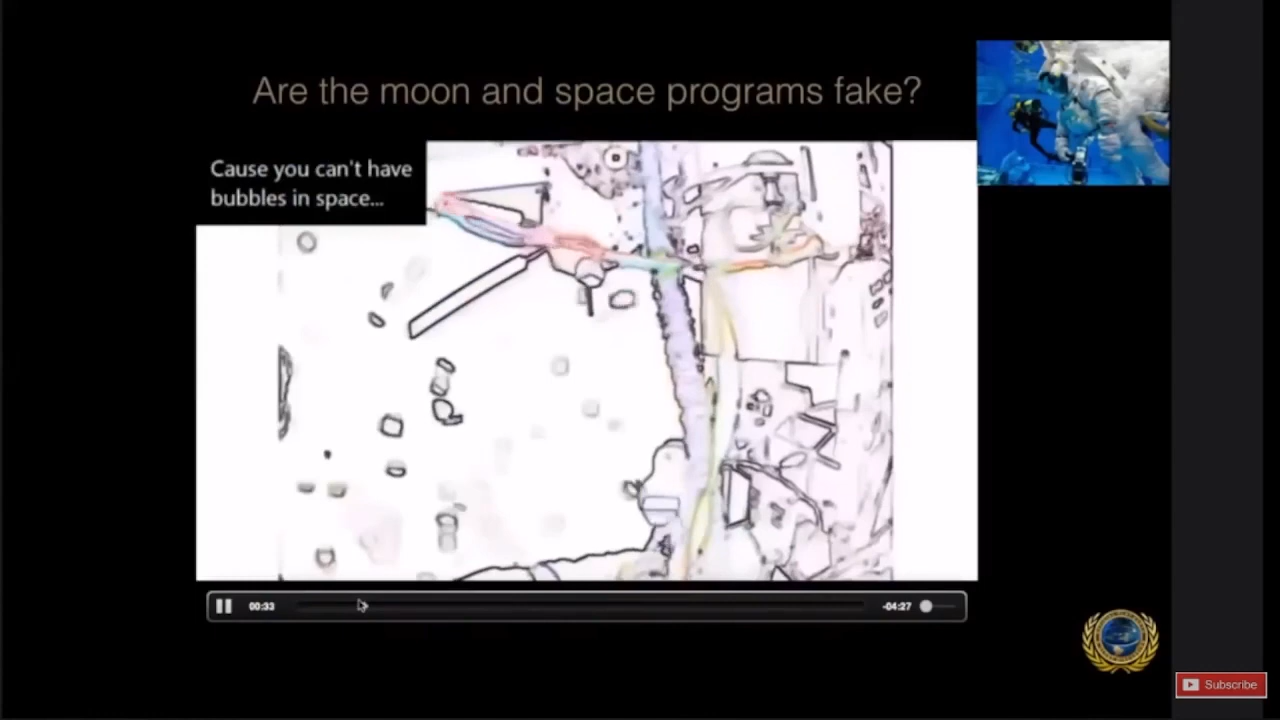 Are the moon and space programs fake?
Cause you can't have
bubbles in space...
00:33
-04:27
Subscribe